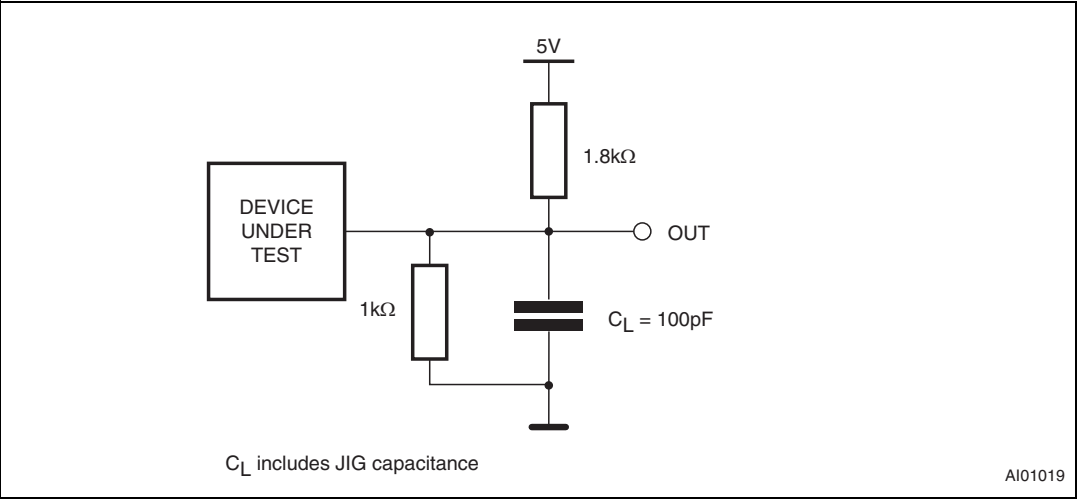 5V
1.8kΩ
DEVICE
UNDER
TEST
OUT
1kΩ
CL = 100pF
CL includes JIG capacitance
AI01019